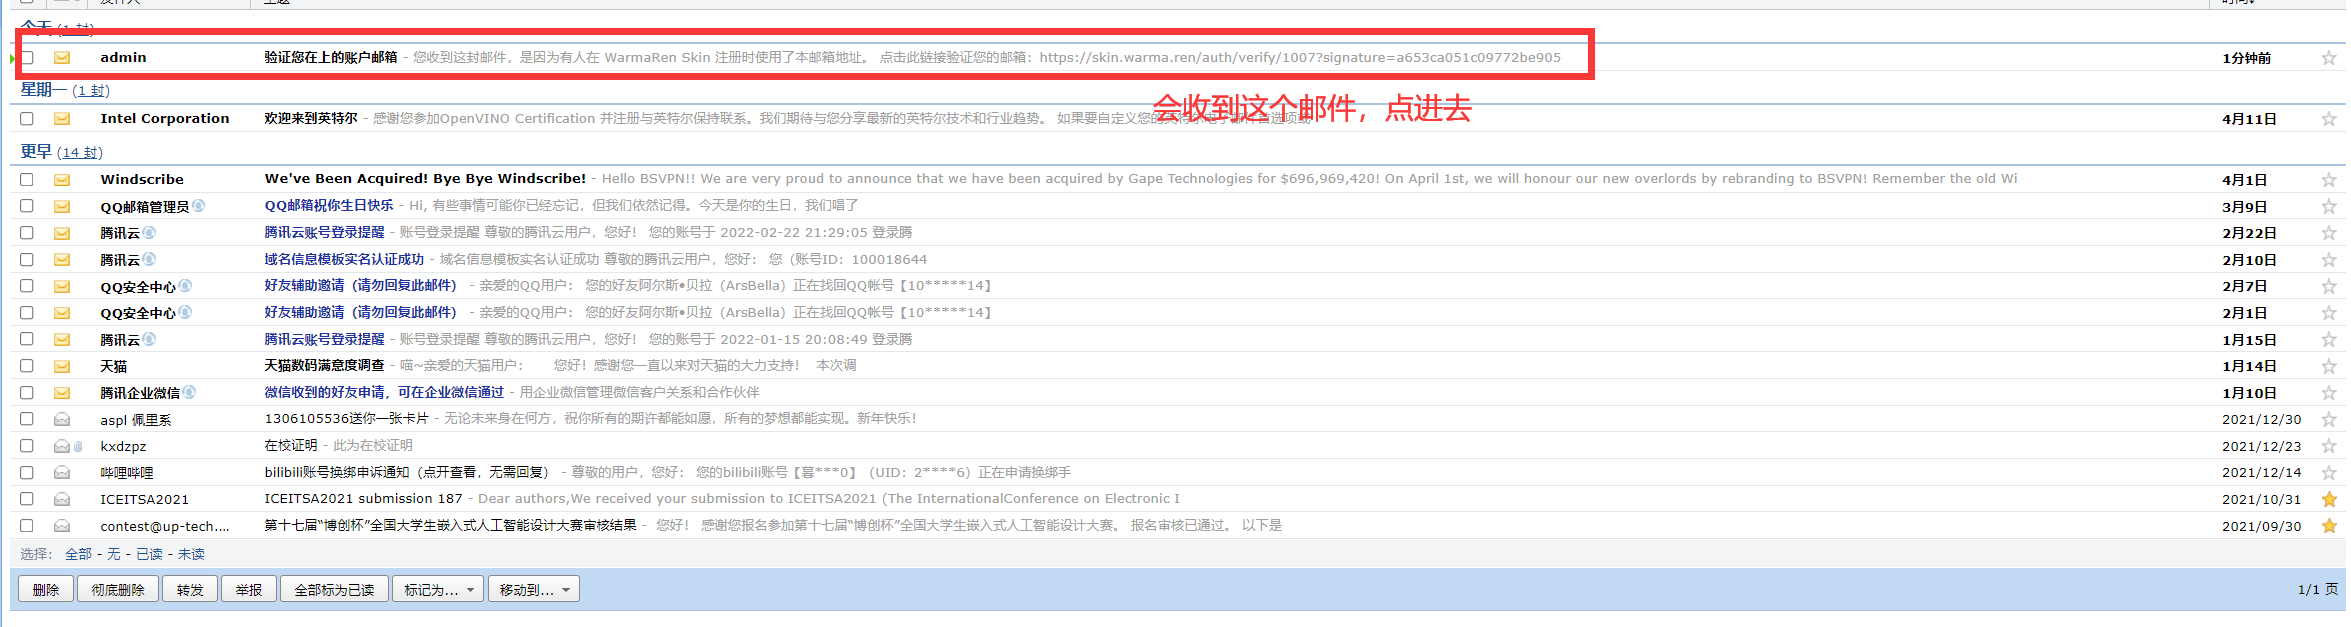 今天 (1 封)
admin 验证您在上的账户邮箱 - 您收到这封邮件，是因为有人在 WarmaRen Skin 注册时使用了本邮箱地址。 点击此链接验证您的邮箱：https://skin.warma.ren/auth/verify/1007?signature=a653ca051c09772be905 1分钟前
星期一 (1 封)
会收到这个邮件，点进去
Intel Corporation 欢迎来到英特尔 - 感谢您参加OpenVINO Certification 并注册与英特尔保持联系。我们期待与您分享最新的英特尔技术和行业趋势。 如果要自定义您的英特尔电子邮件首选项或 4月11日
更早 (14 封)
Windscribe We've Been Acquired! Bye Bye Windscribe! - Hello BSVPN!! We are very proud to announce that we have been acquired by Gape Technologies for $696,969,420! On April 1st, we will honour our new overlords by rebranding to BSVPN! Remember the old Wi 4月1日
QQ邮箱管理员 QQ邮箱祝你生日快乐 - Hi, 有些事情可能你已经忘记，但我们依然记得。今天是你的生日，我们唱了 3月9日
腾讯云 腾讯云账号登录提醒 - 账号登录提醒 尊敬的腾讯云用户，您好！ 您的账号于 2022-02-22 21:29:05 登录腾 2月22日
腾讯云 域名信息模板实名认证成功 - 域名信息模板实名认证成功 尊敬的腾讯云用户，您好： 您（账号ID：100018644 2月10日
QQ安全中心 好友辅助邀请（请勿回复此邮件） - 亲爱的QQ用户： 您的好友阿尔斯•贝拉（ArsBella）正在找回QQ帐号【10*****14】 2月7日
QQ安全中心 好友辅助邀请（请勿回复此邮件） - 亲爱的QQ用户： 您的好友阿尔斯•贝拉（ArsBella）正在找回QQ帐号【10*****14】 2月1日
腾讯云 腾讯云账号登录提醒 - 账号登录提醒 尊敬的腾讯云用户，您好！ 您的账号于 2022-01-15 20:08:49 登录腾 1月15日
天猫 天猫数码满意度调查 - 喵~亲爱的天猫用户： 您好！感谢您一直以来对天猫的大力支持！ 本次调 1月14日
腾讯企业微信 微信收到的好友申请，可在企业微信通过 - 用企业微信管理微信客户关系和合作伙伴 1月10日
aspl 佩里系 1306105536送你一张卡片 - 无论未来身在何方，祝你所有的期许都能如愿，所有的梦想都能实现。新年快乐！ 2021/12/30
kxdzpz 在校证明 - 此为在校证明 2021/12/23
哔哩哔哩 bilibili账号换绑申诉通知（点开查看，无需回复） - 尊敬的用户，您好： 您的bilibili账号【簒***0】（UID：2****6）正在申请换绑手 2021/12/14
ICEITSA2021 ICEITSA2021 submission 187 - Dear authors,We received your submission to ICEITSA2021 (The InternationalConference on Electronic I 2021/10/31
contest@up-tech.... 第十七届“博创杯”全国大学生嵌入式人工智能设计大赛审核结果 - 您好！ 感谢您报名参加第十七届“博创杯”全国大学生嵌入式人工智能设计大赛。 报名审核已通过。 以下是 2021/09/30
选择： 全部 - 无 - 已读 - 未读
删除 彻底删除 转发 举报 全部标为已读 标记为... 移动到... 1/1 页